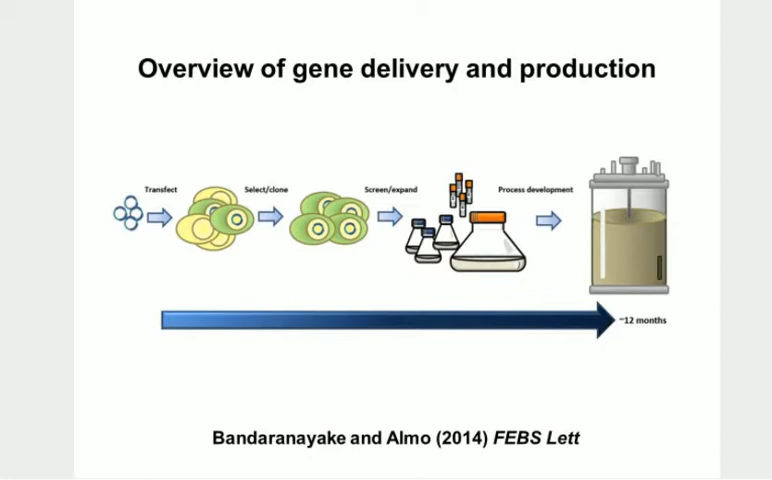 Overview of gene delivery and production
Transfect
Select/clone
Screen/expand
Process development
~12 months
Bandaranayake and Almo (2014) FEBS Lett